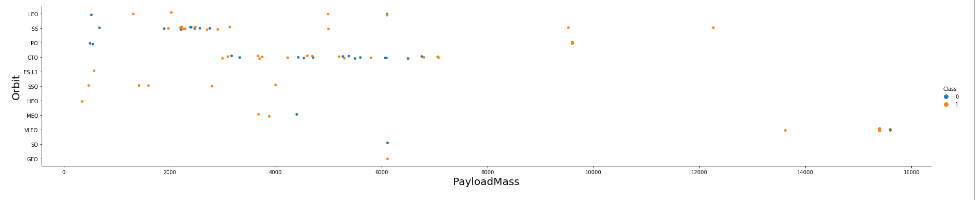 LEO
ISS
PO
GTO
ES-L1
SSO
HEO
MEO
VLEO
SO
GEO
Orbit
0
2000
4000
6000
8000
10000
12000
14000
16000
PayloadMass
Class
0
1